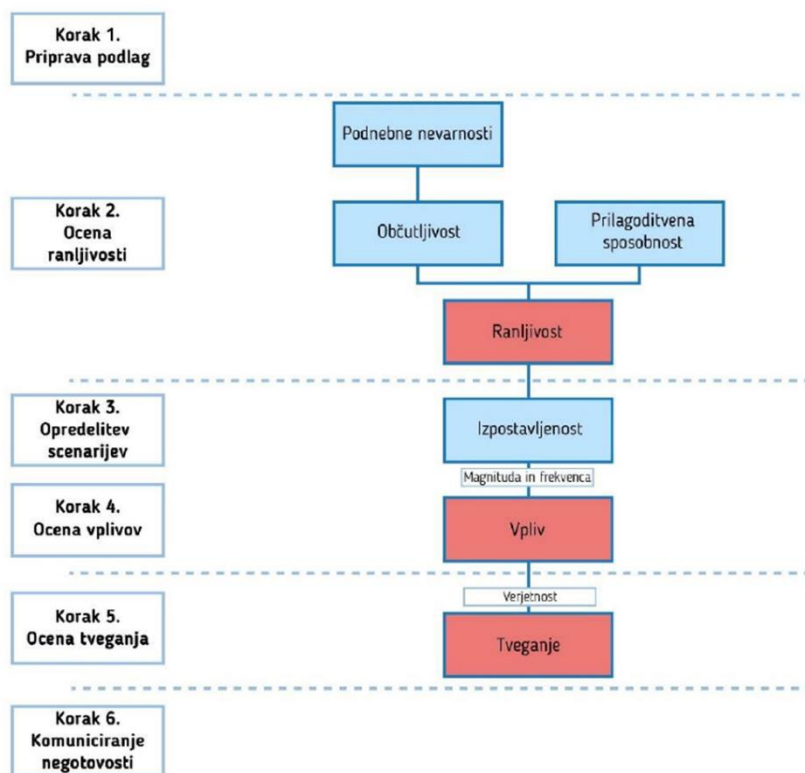 Korak 1.
Priprava podlag
Podnebne nevarnosti
Korak 2.
Ocena
ranljivosti
Občutljivost
Prilagoditvena
sposobnost
Ranljivost
Korak 3.
Opredelitev
scenarijev
Izpostavljenost
Magnituda in frekvenca
Korak 4.
Ocena vplivov
Vpliv
Verjetnost
Korak 5.
Ocena tveganja
Tveganje
Korak 6.
Komuniciranje
negotovosti